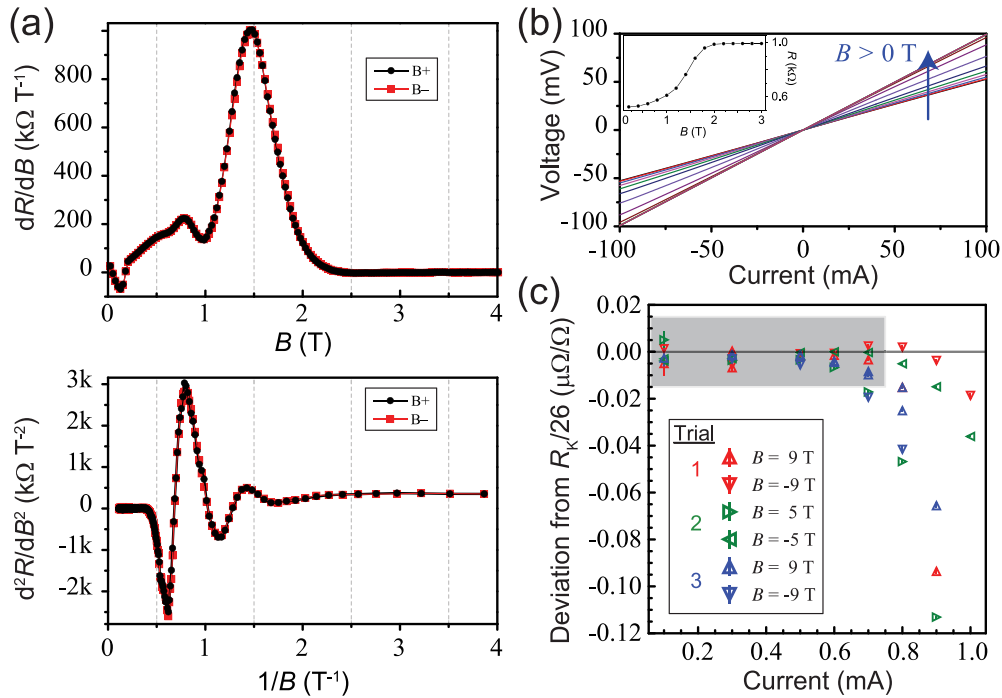 (a)
dR/dB (kΩ T⁻¹)
1000
800
600
400
200
0
B+
B−
0
1
2
3
4
B (T)
d²R/dB² (kΩ T⁻²)
3k
2k
1k
0
-1k
-2k
B+
B−
0
1
2
3
4
1/B (T⁻¹)
(b)
Voltage (mV)
100
50
0
-50
-100
1.0
0.6
R (kΩ)
0
1
2
3
B (T)
B > 0 T
-100
-50
0
50
100
Current (mA)
(c)
Deviation from R_K/26 (μΩ/Ω)
0.02
0.00
-0.02
-0.04
-0.06
-0.08
-0.10
-0.12
Trial
1
B = 9 T
B = -9 T
2
B = 5 T
B = -5 T
3
B = 9 T
B = -9 T
0.2
0.4
0.6
0.8
1.0
Current (mA)